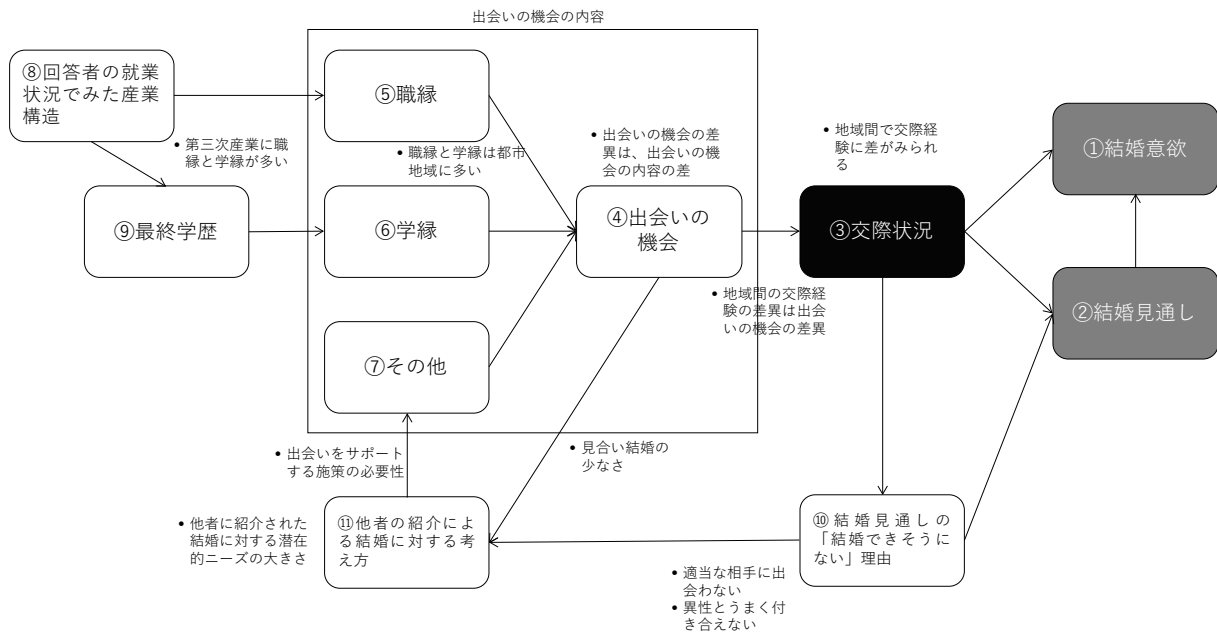 出会いの機会の内容
⑧回答者の就業
状況でみた産業
構造
⑤職縁
• 第三次産業に職
縁と学縁が多い
• 職縁と学縁は都市
地域に多い
• 出会いの機会の差
異は、出会いの機
会の内容の差
• 地域間で交際経
験に差がみられ
る
①結婚意欲
⑨最終学歴
⑥学縁
④出会いの
機会
③交際状況
• 地域間の交際経
験の差異は出会
いの機会の差異
②結婚見通し
⑦その他
• 出会いをサポート
する施策の必要性
• 見合い結婚の
少なさ
• 他者に紹介された
結婚に対する潜在
的ニーズの大きさ
⑪他者の紹介によ
る結婚に対する考
え方
⑩結婚見通しの
「結婚できそうに
ない」理由
• 適当な相手に出
会わない
• 異性とうまく付
き合えない